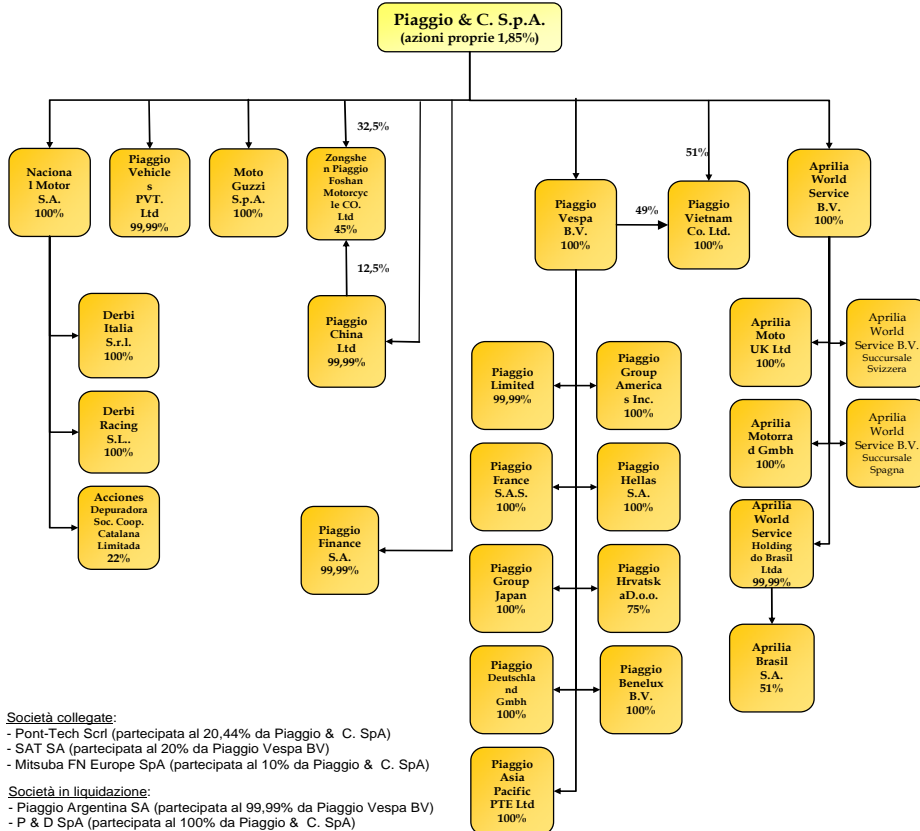 Piaggio & C. S.p.A.
(azioni proprie 1,85%)
32,5%
51%
Naciona
l Motor
S.A.
100%
Piaggio
Vehicle
s
PVT.
Ltd
99,99%
Moto
Guzzi
S.p.A.
100%
Zongshe
n Piaggio
Foshan
Motorcyc
le CO.
Ltd
45%
Piaggio
Vespa
B.V.
100%
49%
Piaggio
Vietnam
Co. Ltd.
100%
Aprilia
World
Service
B.V.
100%
12,5%
Derbi
Italia
S.r.l.
100%
Piaggio
China
Ltd
99,99%
Piaggio
Limited
99,99%
Piaggio
Group
America
s Inc.
100%
Aprilia
Moto
UK Ltd
100%
Aprilia
World
Service B.V.
Succursale
Svizzera
Derbi
Racing
S.L..
100%
Aprilia
Motorra
d Gmbh
100%
Aprilia
World
Service B.V.
Succursale
Spagna
Acciones
Depuradora
Soc. Coop.
Catalana
Limitada
22%
Piaggio
Finance
S.A.
99,99%
Piaggio
France
S.A.S.
100%
Piaggio
Hellas
S.A.
100%
Aprilia
World
Service
Holding
do Brasil
Ltda
99,99%
Piaggio
Group
Japan
100%
Piaggio
Hrvatsk
aD.o.o.
75%
Aprilia
Brasil
S.A.
51%
Piaggio
Deutschla
nd
Gmbh
100%
Piaggio
Benelux
B.V.
100%
Piaggio
Asia
Pacific
PTE Ltd
100%
Società collegate:
- Pont-Tech Scrl (partecipata al 20,44% da Piaggio & C. SpA)
- SAT SA (partecipata al 20% da Piaggio Vespa BV)
- Mitsuba FN Europe SpA (partecipata al 10% da Piaggio & C. SpA)
Società in liquidazione:
- Piaggio Argentina SA (partecipata al 99,99% da Piaggio Vespa BV)
- P & D SpA (partecipata al 100% da Piaggio & C. SpA)